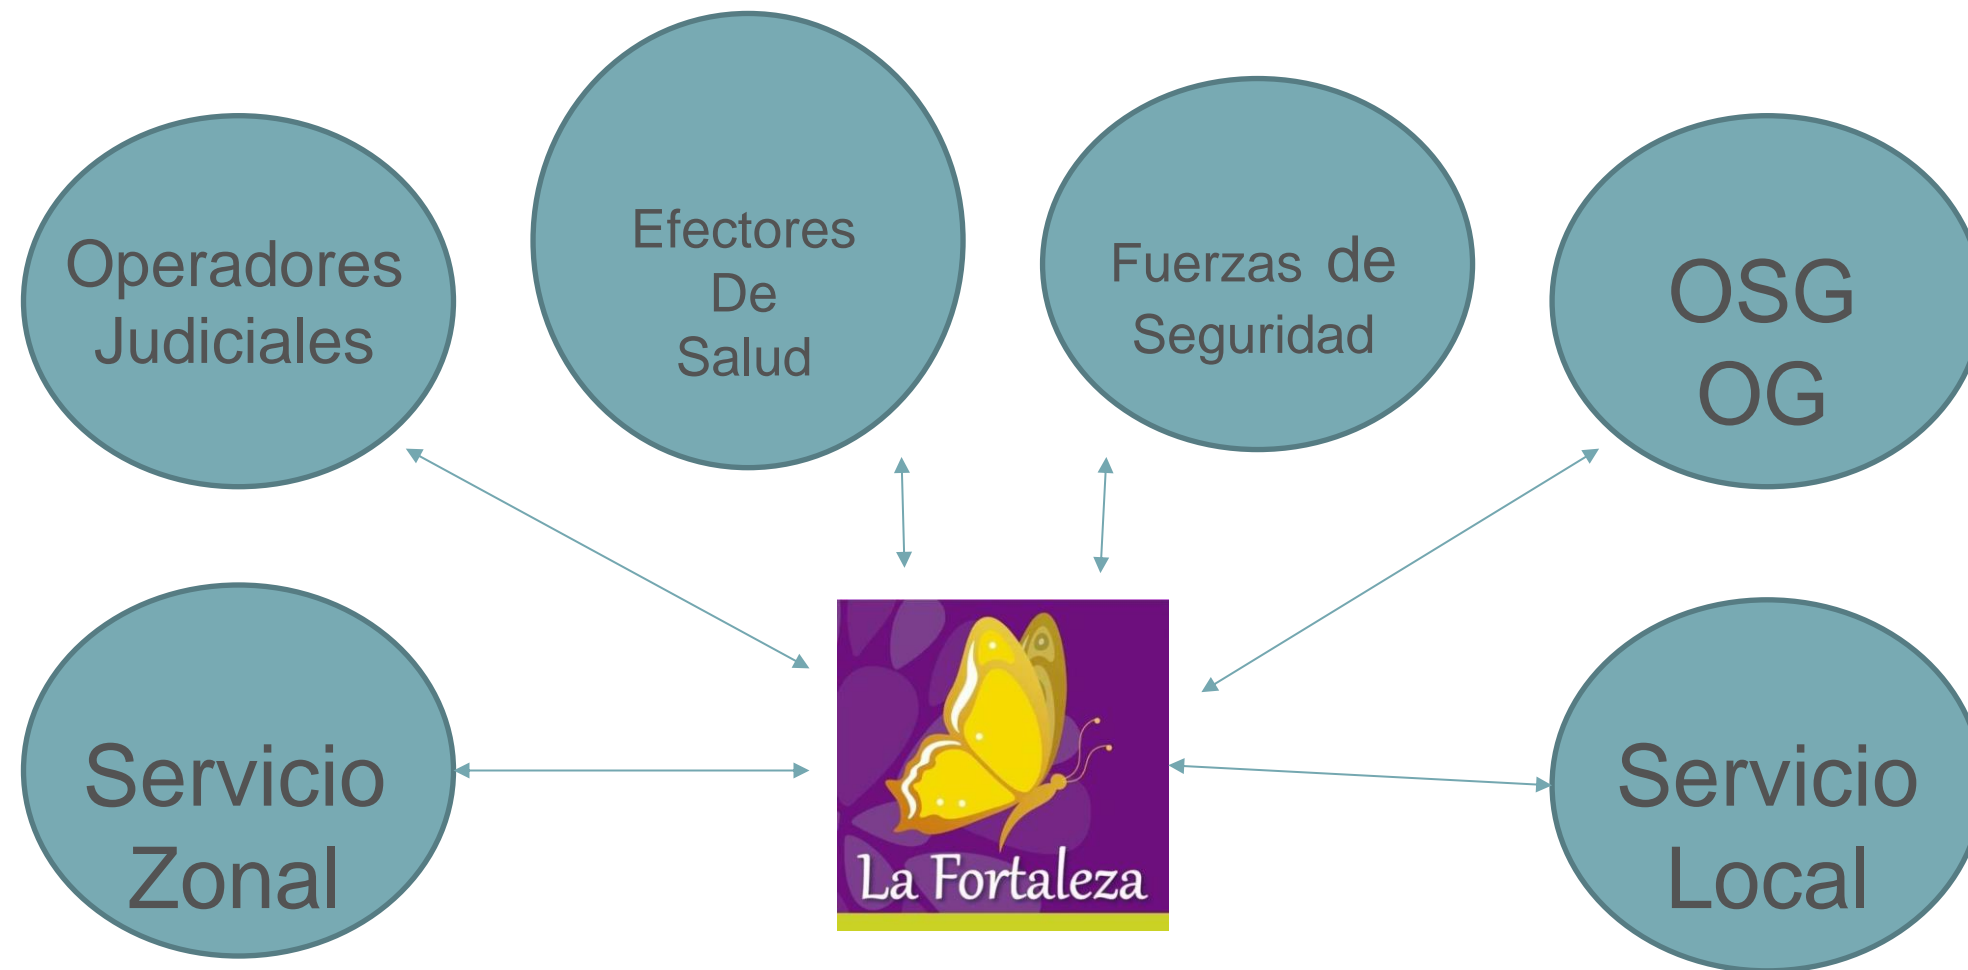 Operadores
Judiciales
Efectores
De
Salud
Fuerzas de
Seguridad
OSG
OG
Servicio
Zonal
La Fortaleza
Servicio
Local